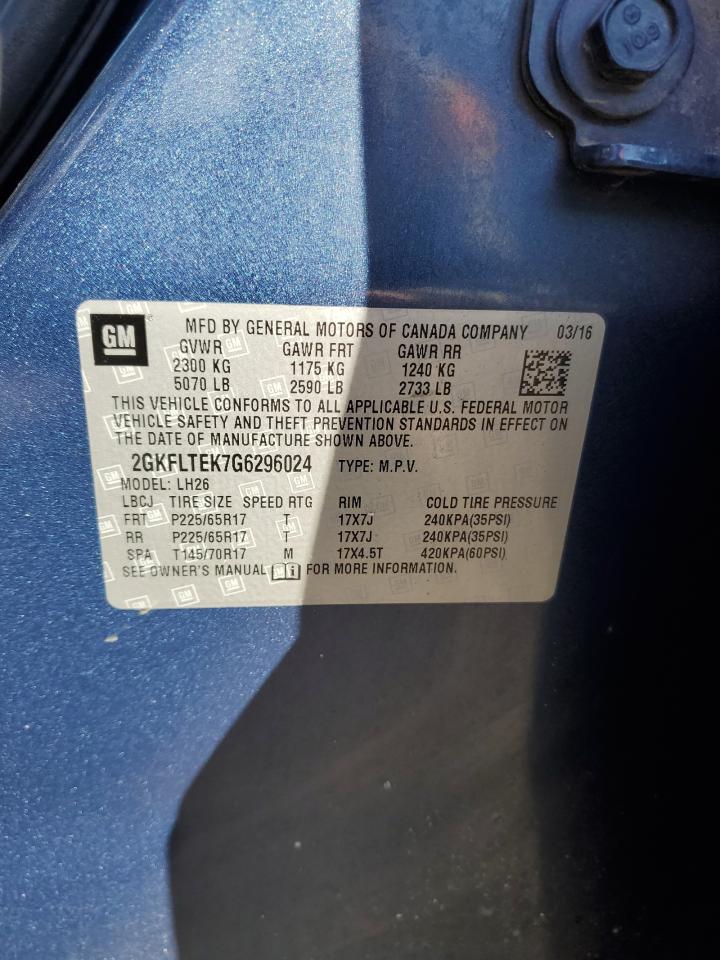 10.9
GM MFD BY GENERAL MOTORS OF CANADA COMPANY 03/16
GVWR GAWR FRT GAWR RR
2300 KG 1175 KG 1240 KG
5070 LB 2590 LB 2733 LB
THIS VEHICLE CONFORMS TO ALL APPLICABLE U.S. FEDERAL MOTOR
VEHICLE SAFETY AND THEFT PREVENTION STANDARDS IN EFFECT ON
THE DATE OF MANUFACTURE SHOWN ABOVE.
2GKFLTEK7G6296024 TYPE: M.P.V.
MODEL: LH26
LBCJ TIRE SIZE SPEED RTG RIM COLD TIRE PRESSURE
FRT P225/65R17 T 17X7J 240KPA(35PSI)
RR P225/65R17 T 17X7J 240KPA(35PSI)
SPA T145/70R17 M 17X4.5T 420KPA(60PSI)
SEE OWNER'S MANUAL i FOR MORE INFORMATION.